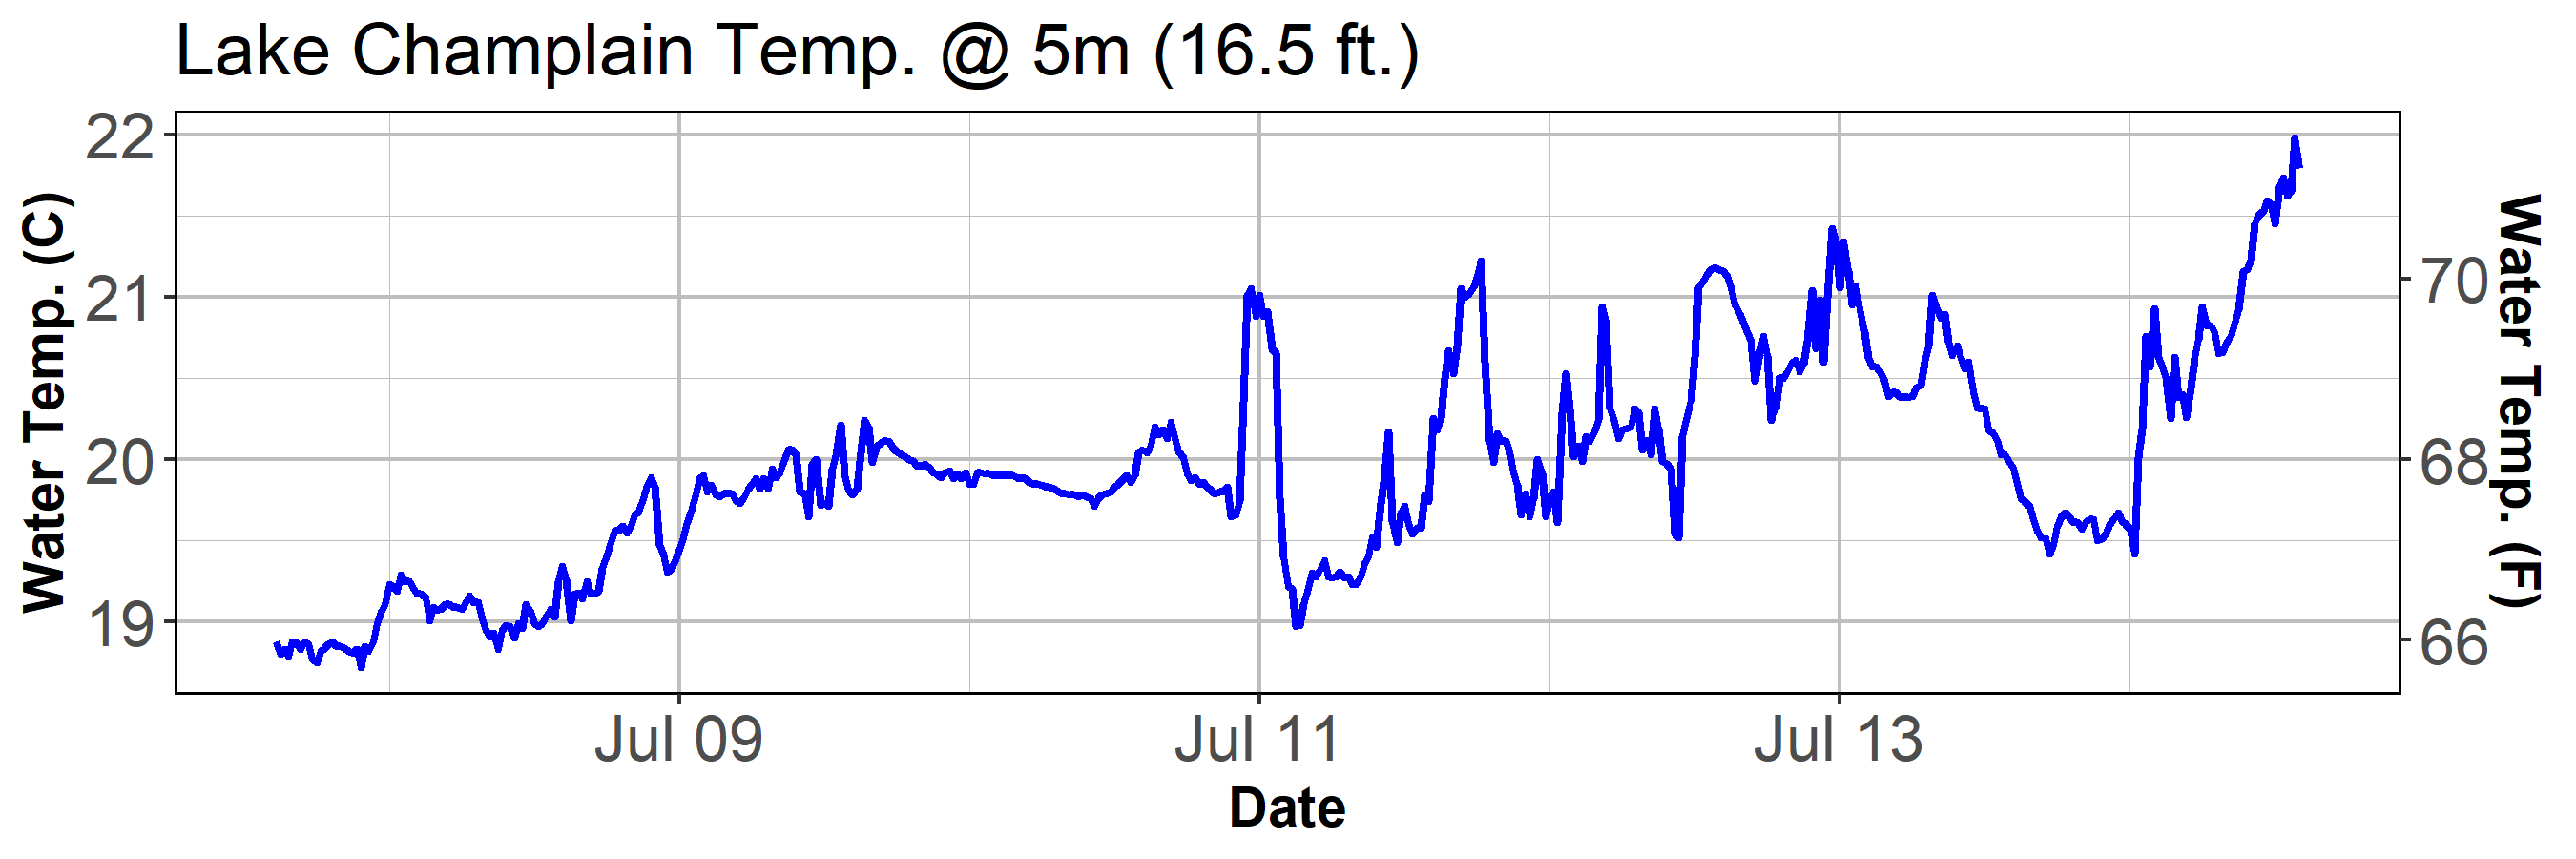 Lake Champlain Temp. @ 5m (16.5 ft.)
Water Temp. (C)
22
21
20
19
70
68
66
Water Temp. (F)
Jul 09
Jul 11
Jul 13
Date